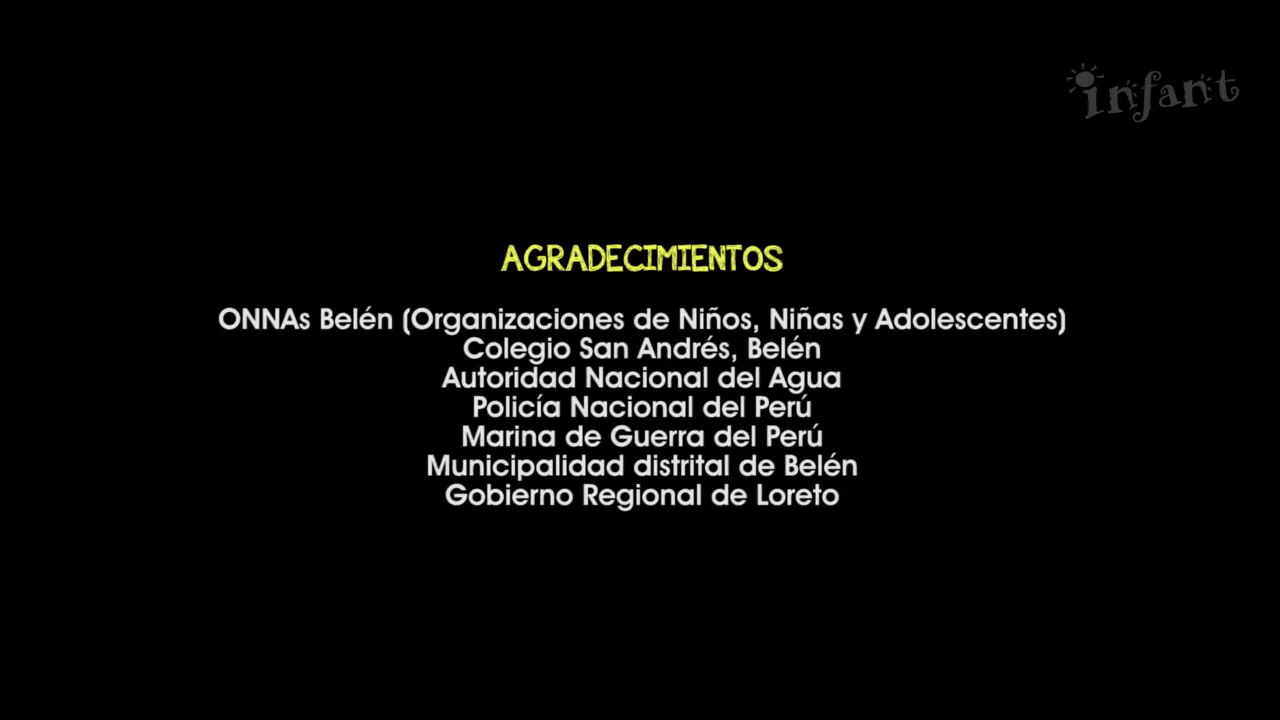 infant
AGRADECIMIENTOS
ONNAs Belén (Organizaciones de Niños, Niñas y Adolescentes)
Colegio San Andrés, Belén
Autoridad Nacional del Agua
Policía Nacional del Perú
Marina de Guerra del Perú
Municipalidad distrital de Belén
Gobierno Regional de Loreto